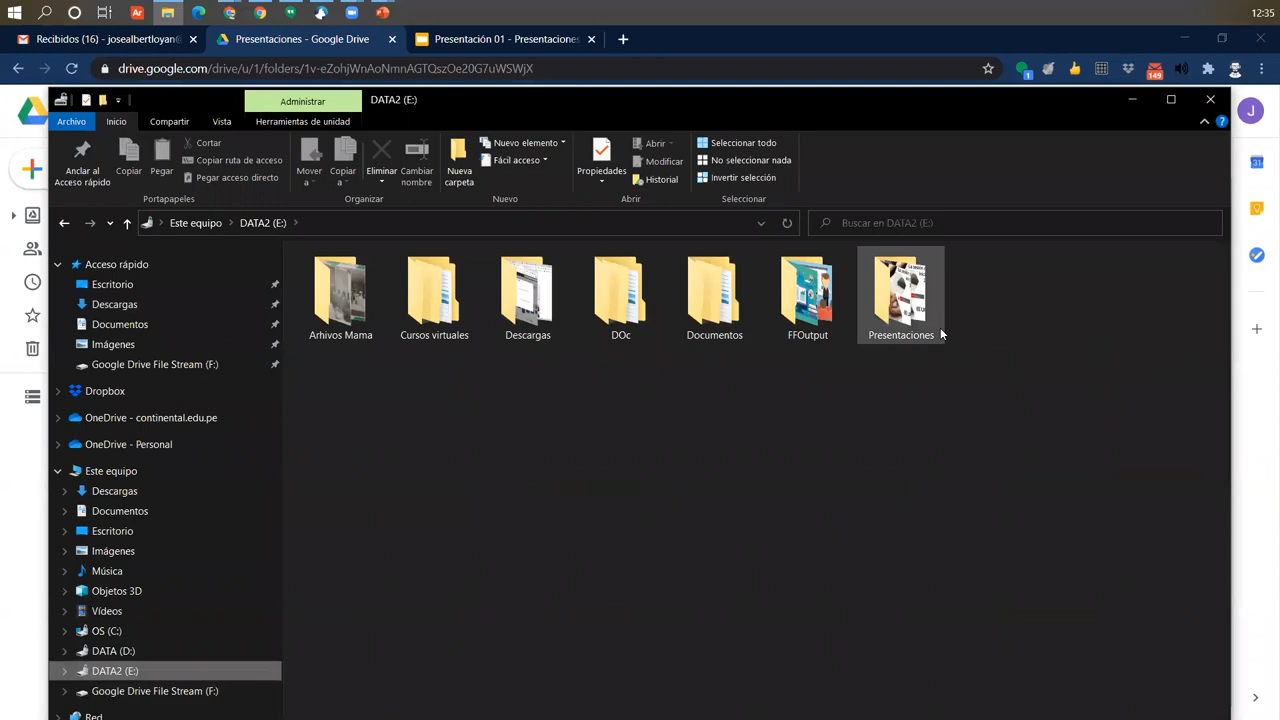 12:35
Recibidos (16) - josealbertloyan@
Presentaciones - Google Drive
Presentación 01 - Presentaciones
drive.google.com/drive/u/1/folders/1v-eZohjWnAoNmnAGTQszOe20G7uWSWjX
1
149
Administrar
DATA2 (E:)
Archivo
Inicio
Compartir
Vista
Herramientas de unidad
J
Anclar al
Acceso rápido
Copiar
Pegar
Cortar
Copiar ruta de acceso
Pegar acceso directo
Portapapeles
Mover
a
Copiar
a
Eliminar
Cambiar
nombre
Organizar
Nueva
carpeta
Nuevo elemento
Fácil acceso
Nuevo
Propiedades
Abrir
Modificar
Historial
Abrir
Seleccionar todo
No seleccionar nada
Invertir selección
Seleccionar
Este equipo
DATA2 (E:)
Buscar en DATA2 (E:)
Acceso rápido
Escritorio
Descargas
Documentos
Imágenes
Google Drive File Stream (F:)
Dropbox
OneDrive - continental.edu.pe
OneDrive - Personal
Este equipo
Descargas
Documentos
Escritorio
Imágenes
Música
Objetos 3D
Vídeos
OS (C:)
DATA (D:)
DATA2 (E:)
Google Drive File Stream (F:)
Red
Arhivos Mama
Cursos virtuales
Descargas
DOc
Documentos
FFOutput
Presentaciones